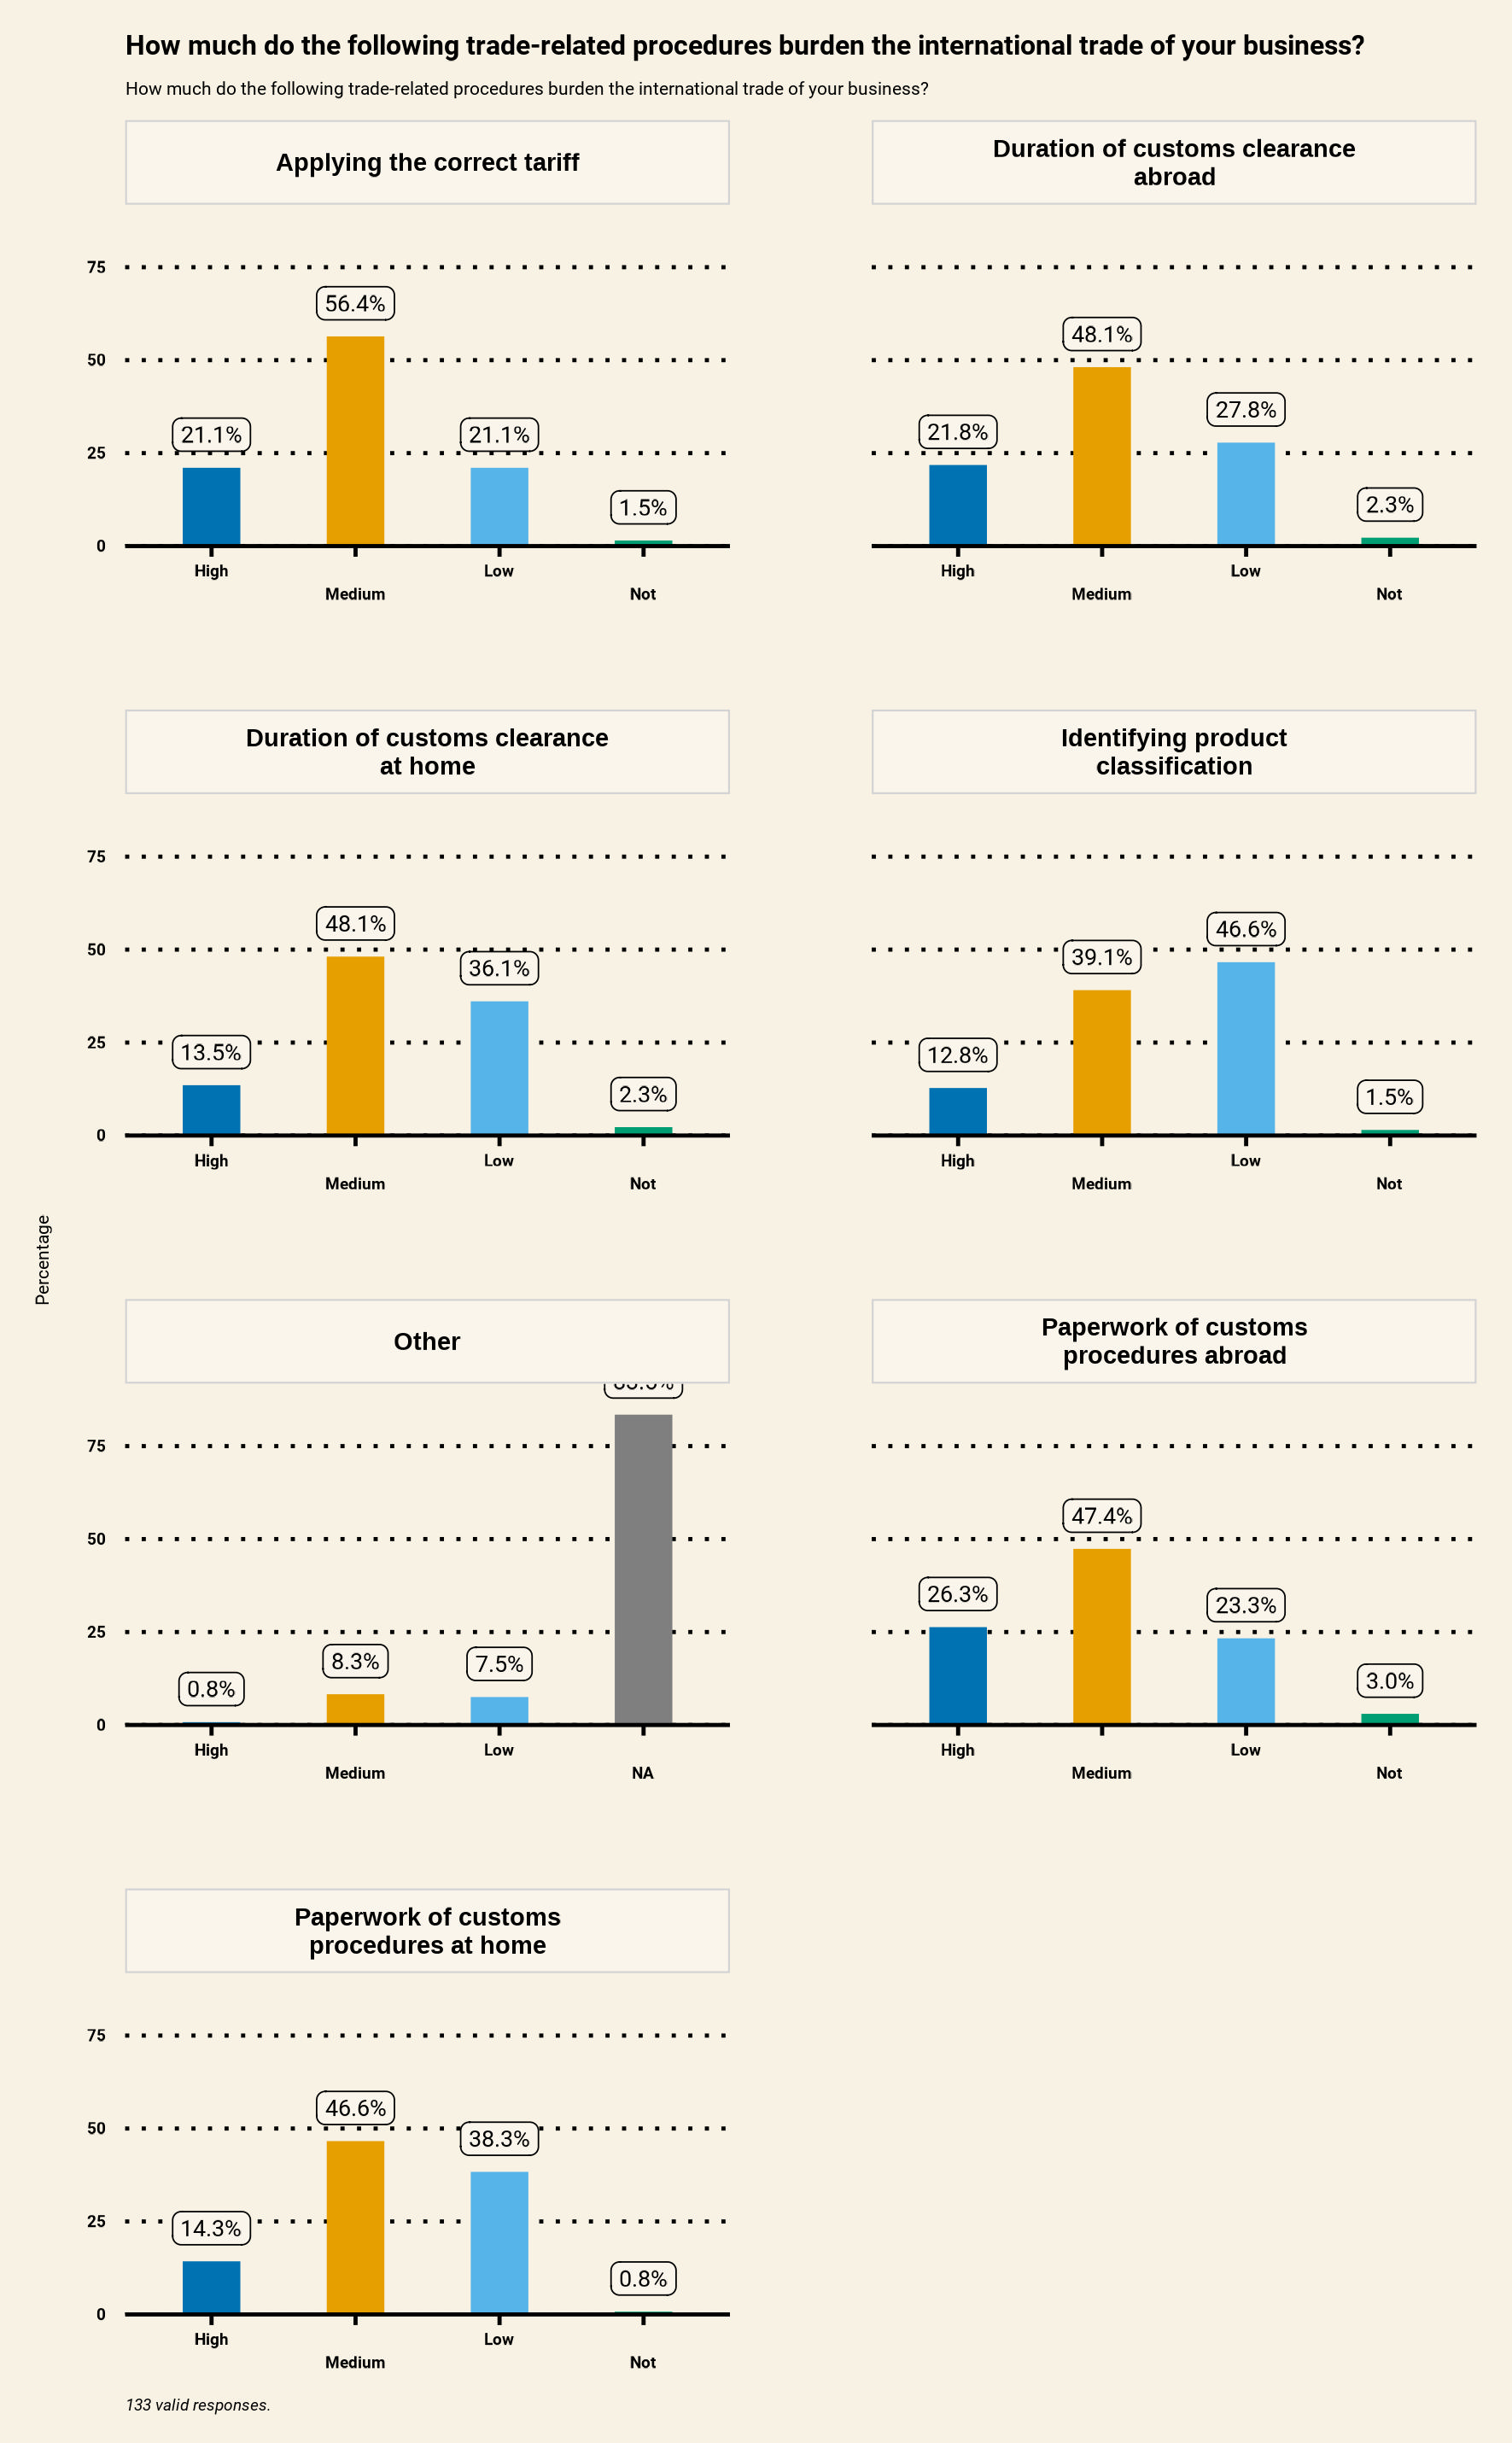 How much do the following trade-related procedures burden the international trade of your business?
How much do the following trade-related procedures burden the international trade of your business?
Applying the correct tariff
75
50
25
0
21.1%
56.4%
21.1%
1.5%
High
Medium
Low
Not
Duration of customs clearance
abroad
21.8%
48.1%
27.8%
2.3%
High
Medium
Low
Not
Duration of customs clearance
at home
75
50
25
0
13.5%
48.1%
36.1%
2.3%
High
Medium
Low
Not
Identifying product
classification
12.8%
39.1%
46.6%
1.5%
High
Medium
Low
Not
Percentage
Other
75
50
25
0
0.8%
8.3%
7.5%
High
Medium
Low
NA
Paperwork of customs
procedures abroad
26.3%
47.4%
23.3%
3.0%
High
Medium
Low
Not
Paperwork of customs
procedures at home
75
50
25
0
14.3%
46.6%
38.3%
0.8%
High
Medium
Low
Not
133 valid responses.